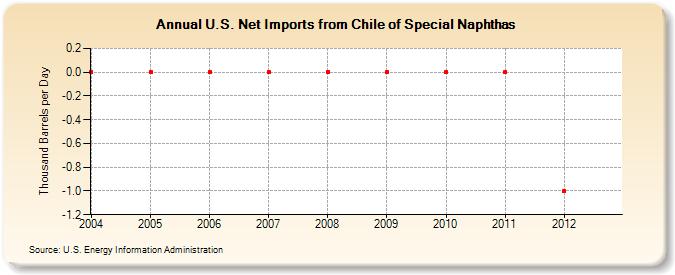 Annual U.S. Net Imports from Chile of Special Naphthas
Thousand Barrels per Day
0.2
0.0
-0.2
-0.4
-0.6
-0.8
-1.0
-1.2
2004 2005 2006 2007 2008 2009 2010 2011 2012
Source: U.S. Energy Information Administration